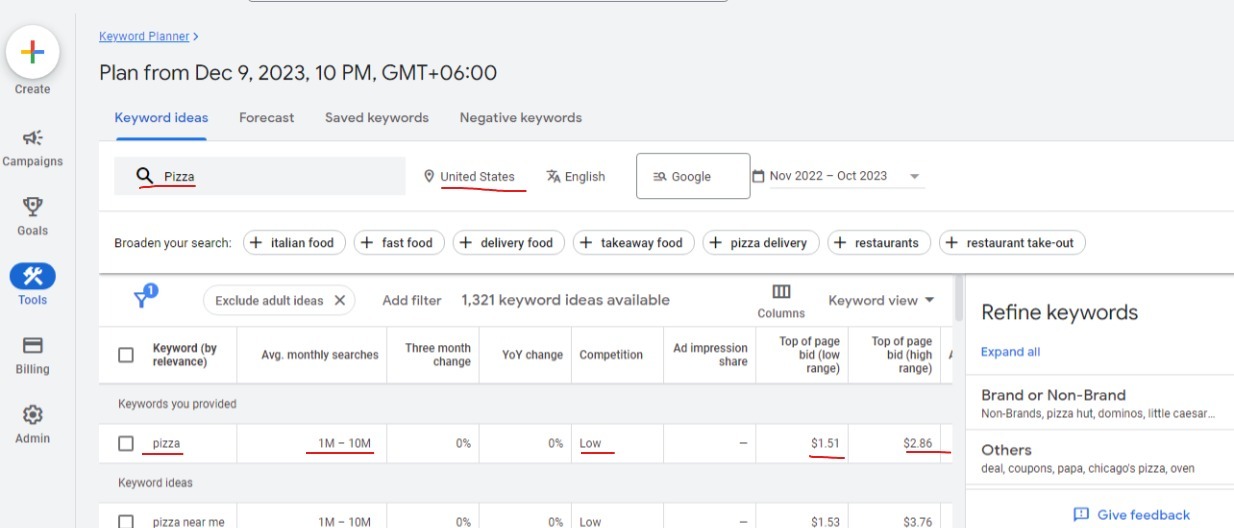 Keyword Planner >
Plan from Dec 9, 2023, 10 PM, GMT+06:00
Create
Campaigns
Goals
Tools
Billing
Admin
Keyword ideas Forecast Saved keywords Negative keywords
Pizza United States English Google Nov 2022 – Oct 2023
Broaden your search: + italian food + fast food + delivery food + takeaway food + pizza delivery + restaurants + restaurant take-out
1
Exclude adult ideas × Add filter 1,321 keyword ideas available Columns Keyword view
Keyword (by relevance) Avg. monthly searches Three month change YoY change Competition Ad impression share Top of page bid (low range) Top of page bid (high range)
Keywords you provided
pizza 1M – 10M 0% 0% Low – $1.51 $2.86
Keyword ideas
pizza near me 1M – 10M 0% 0% Low – $1.53 $3.76
Refine keywords
Expand all
Brand or Non-Brand
Non-Brands, pizza hut, dominos, little caesar...
Others
deal, coupons, papa, chicago's pizza, oven
Give feedback